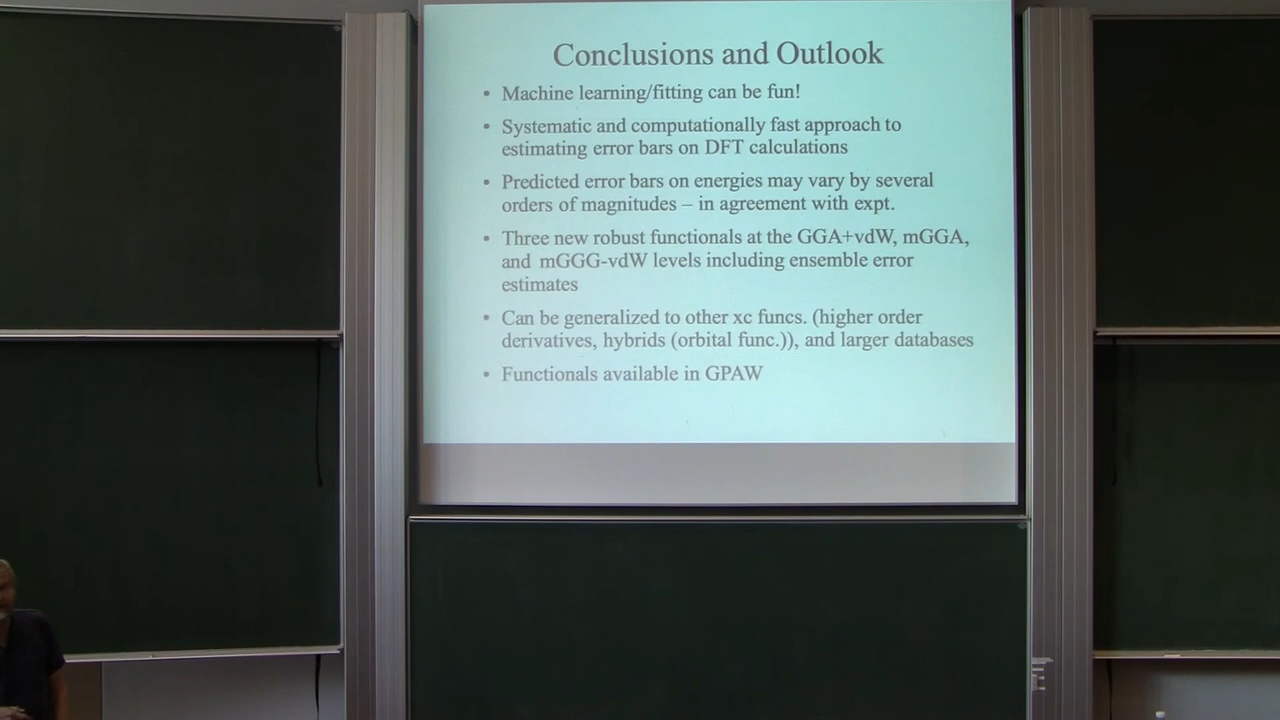 Conclusions and Outlook
• Machine learning/fitting can be fun!
• Systematic and computationally fast approach to
estimating error bars on DFT calculations
• Predicted error bars on energies may vary by several
orders of magnitudes – in agreement with expt.
• Three new robust functionals at the GGA+vdW, mGGA,
and mGGG-vdW levels including ensemble error
estimates
• Can be generalized to other xc funcs. (higher order
derivatives, hybrids (orbital func.)), and larger databases
• Functionals available in GPAW